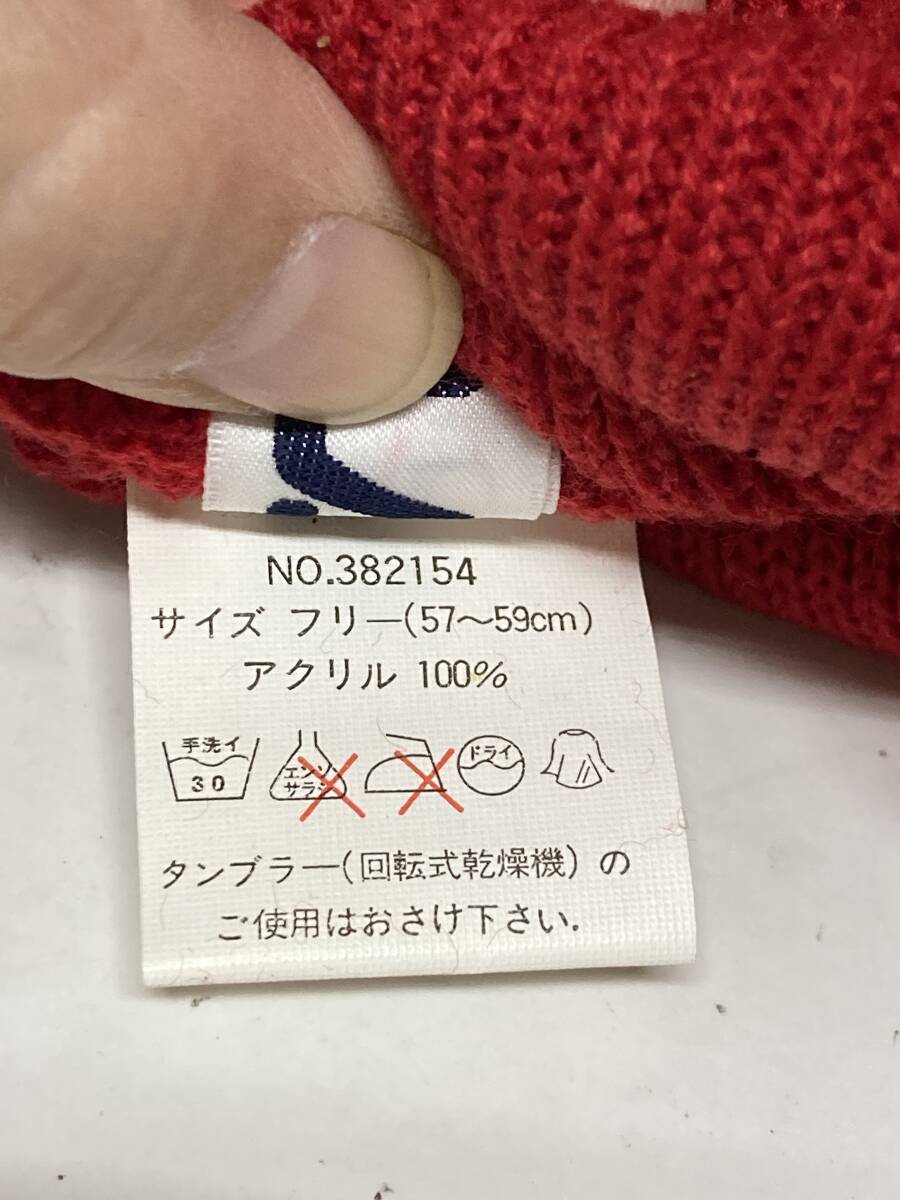 NO.382154
サイズ フリー(57〜59cm)
アクリル 100%
手洗イ 30
エンソ サラシ
ドライ
タンブラー(回転式乾燥機)の
ご使用はおさけ下さい.